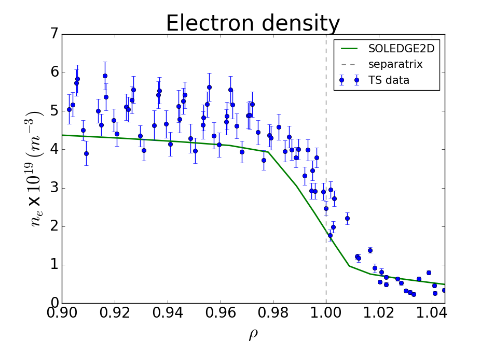 Electron density
7
6
5
4
3
2
1
0
n_e x 10^19 (m^-3)
SOLEDGE2D
separatrix
TS data
0.90 0.92 0.94 0.96 0.98 1.00 1.02 1.04
ρ